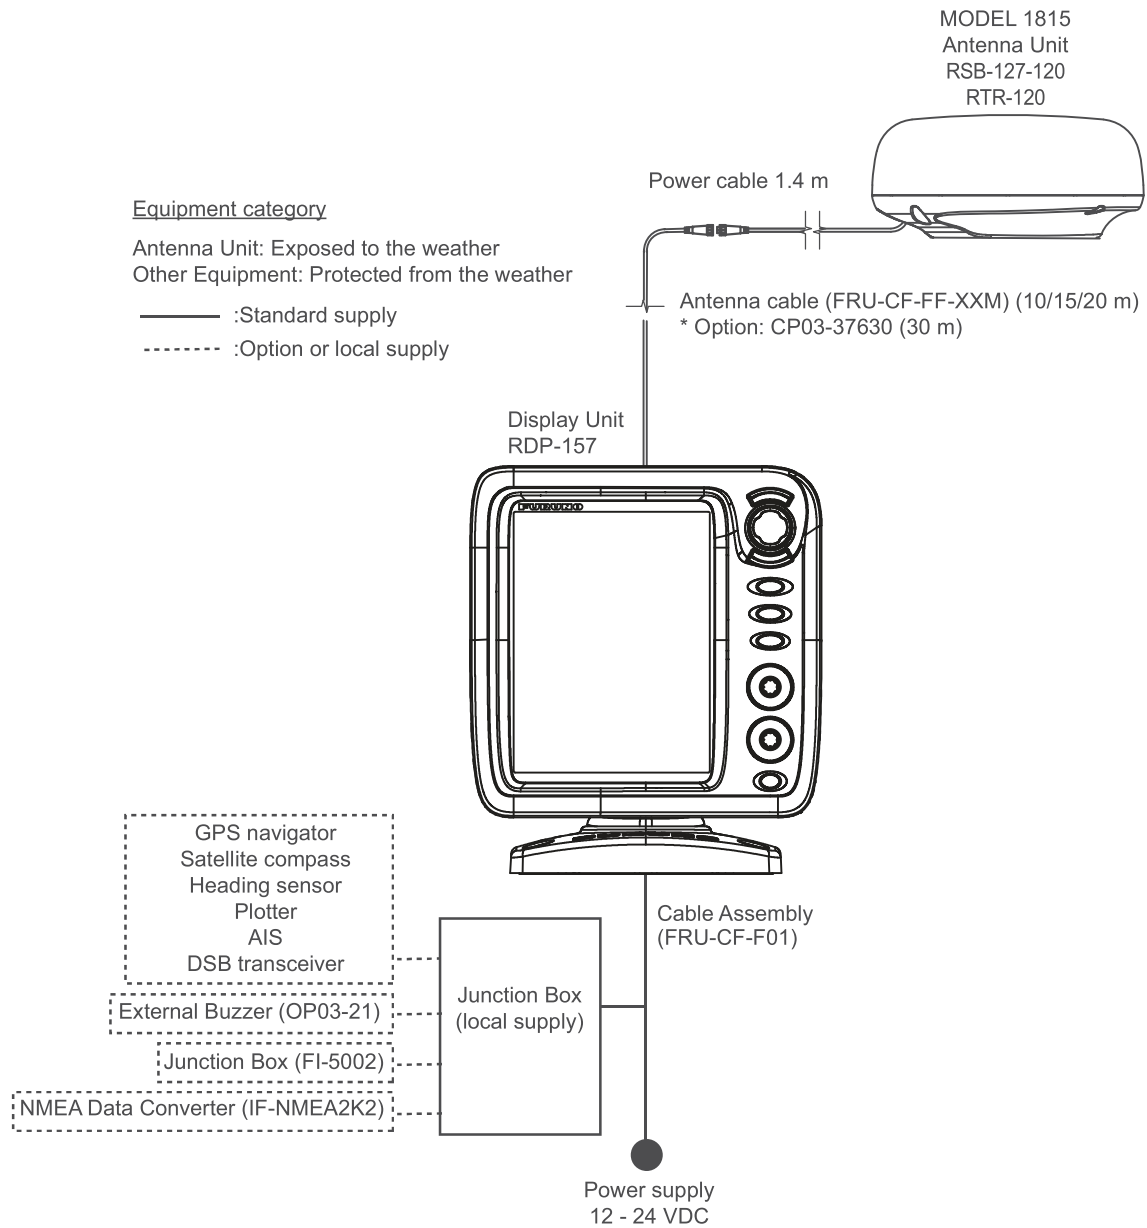 MODEL 1815
Antenna Unit
RSB-127-120
RTR-120
Power cable 1.4 m
Equipment category
Antenna Unit: Exposed to the weather
Other Equipment: Protected from the weather
:Standard supply
:Option or local supply
Antenna cable (FRU-CF-FF-XXM) (10/15/20 m)
* Option: CP03-37630 (30 m)
Display Unit
RDP-157
FURUNO
GPS navigator
Satellite compass
Heading sensor
Plotter
AIS
DSB transceiver
External Buzzer (OP03-21)
Junction Box (FI-5002)
NMEA Data Converter (IF-NMEA2K2)
Junction Box
(local supply)
Cable Assembly
(FRU-CF-F01)
Power supply
12 - 24 VDC